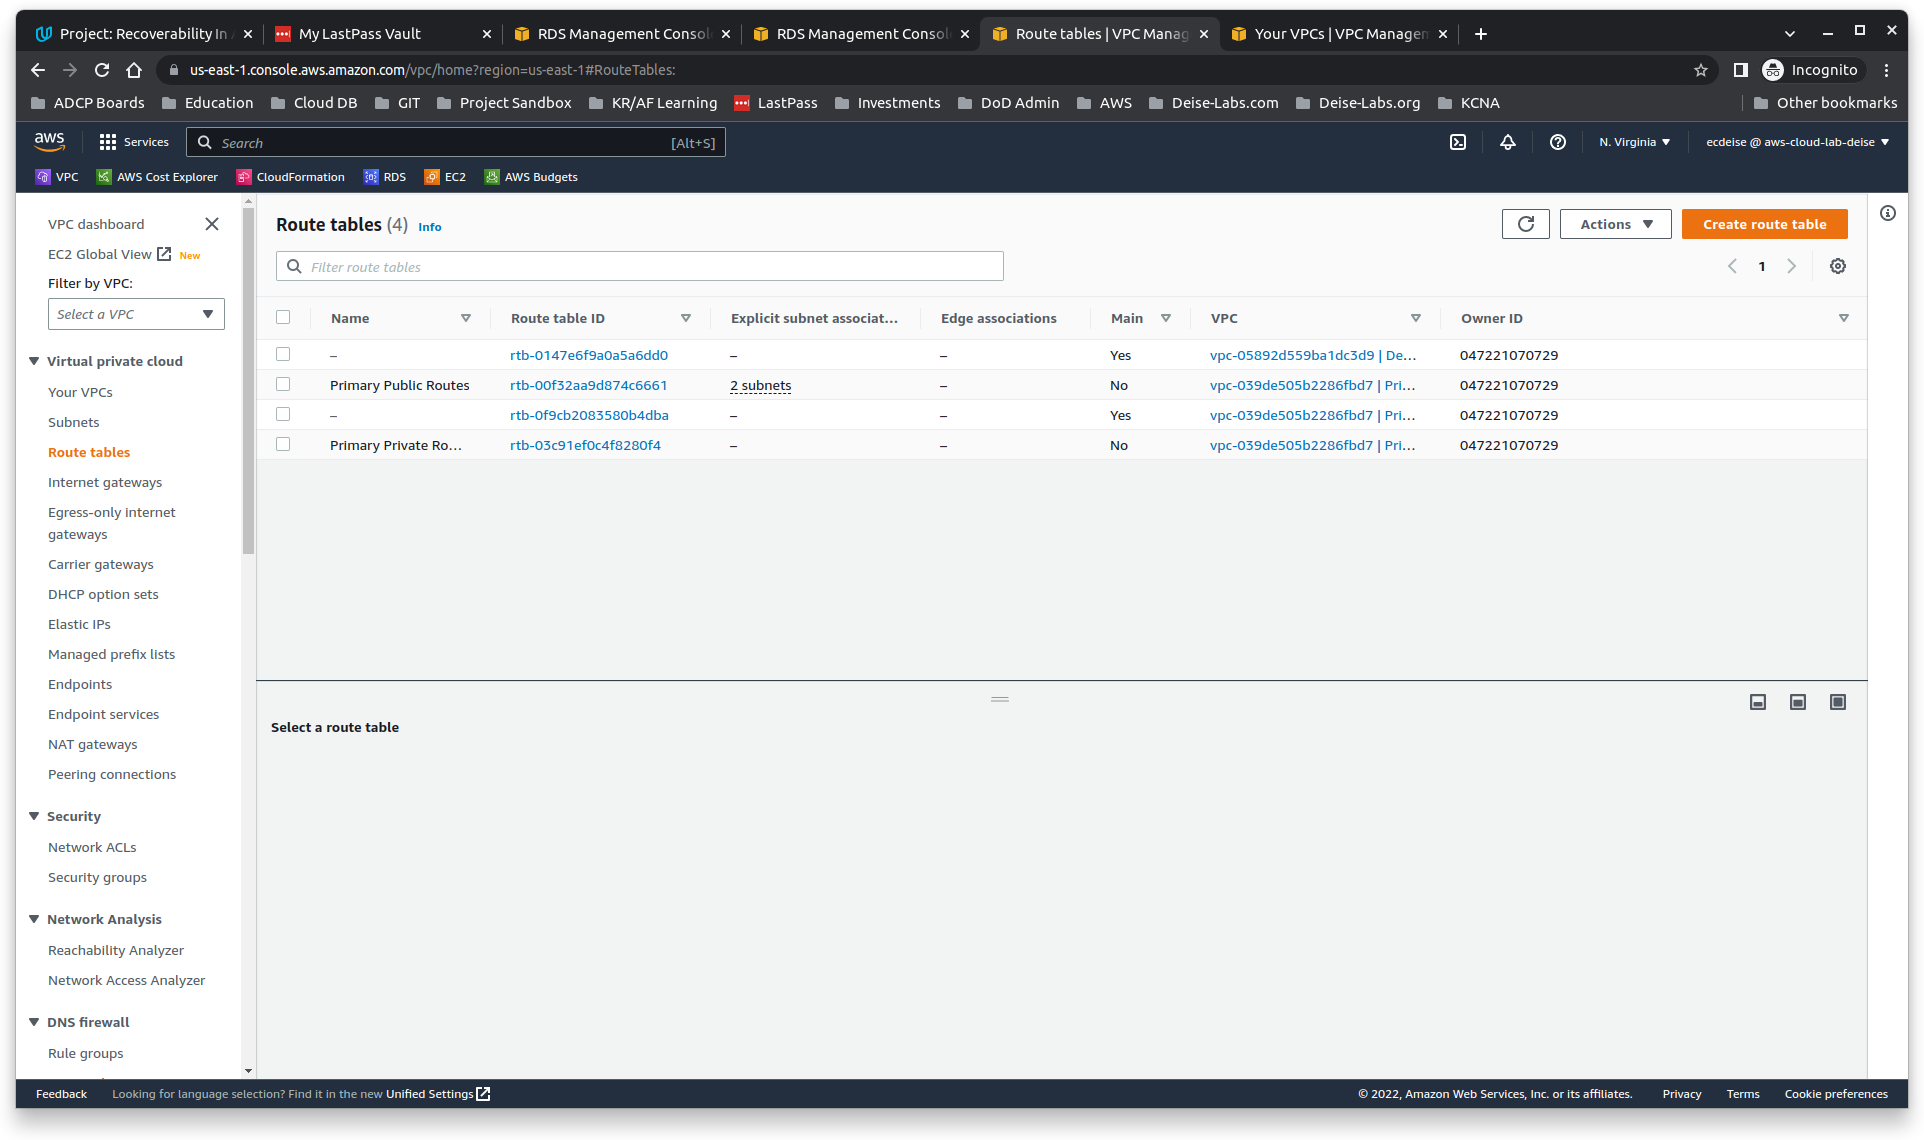 Project: Recoverability In A
My LastPass Vault
RDS Management Consol
RDS Management Consol
Route tables | VPC Manag
Your VPCs | VPC Managem
us-east-1.console.aws.amazon.com/vpc/home?region=us-east-1#RouteTables:
Incognito
ADCP Boards
Education
Cloud DB
GIT
Project Sandbox
KR/AF Learning
LastPass
Investments
DoD Admin
AWS
Deise-Labs.com
Deise-Labs.org
KCNA
Other bookmarks
aws
Services
Search
[Alt+S]
N. Virginia
ecdeise @ aws-cloud-lab-deise
VPC
AWS Cost Explorer
CloudFormation
RDS
EC2
AWS Budgets
VPC dashboard
EC2 Global View New
Filter by VPC:
Select a VPC
Virtual private cloud
Your VPCs
Subnets
Route tables
Internet gateways
Egress-only internet
gateways
Carrier gateways
DHCP option sets
Elastic IPs
Managed prefix lists
Endpoints
Endpoint services
NAT gateways
Peering connections
Security
Network ACLs
Security groups
Network Analysis
Reachability Analyzer
Network Access Analyzer
DNS firewall
Rule groups
Route tables (4) Info
Actions
Create route table
Filter route tables
1
Name Route table ID Explicit subnet associat... Edge associations Main VPC Owner ID
– rtb-0147e6f9a0a5a6dd0 – – Yes vpc-05892d559ba1dc3d9 | De... 047221070729
Primary Public Routes rtb-00f32aa9d874c6661 2 subnets – No vpc-039de505b2286fbd7 | Pri... 047221070729
– rtb-0f9cb2083580b4dba – – Yes vpc-039de505b2286fbd7 | Pri... 047221070729
Primary Private Ro... rtb-03c91ef0c4f8280f4 – – No vpc-039de505b2286fbd7 | Pri... 047221070729
Select a route table
Feedback
Looking for language selection? Find it in the new Unified Settings
© 2022, Amazon Web Services, Inc. or its affiliates.
Privacy
Terms
Cookie preferences